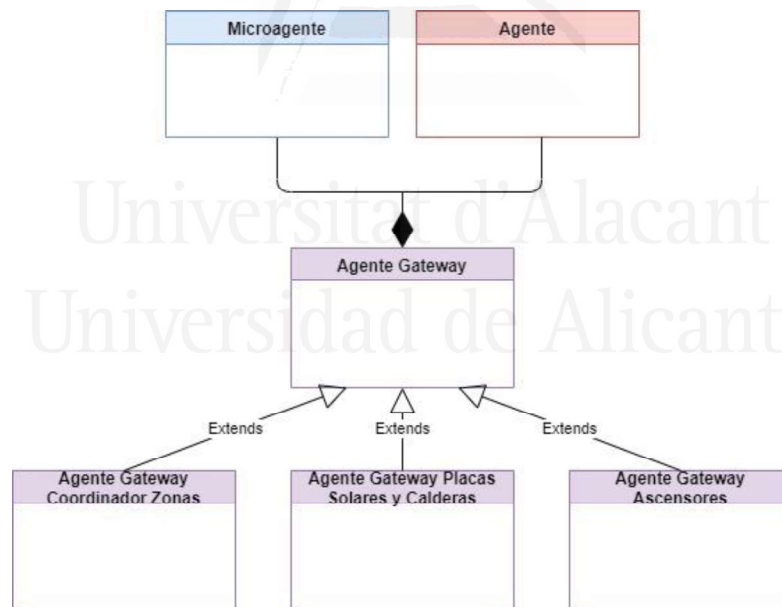 Microagente
Agente
Universitat d'Alacant
Agente Gateway
Universidad de Alicante
Extends
Extends
Extends
Agente Gateway
Coordinador Zonas
Agente Gateway Placas
Solares y Calderas
Agente Gateway
Ascensores